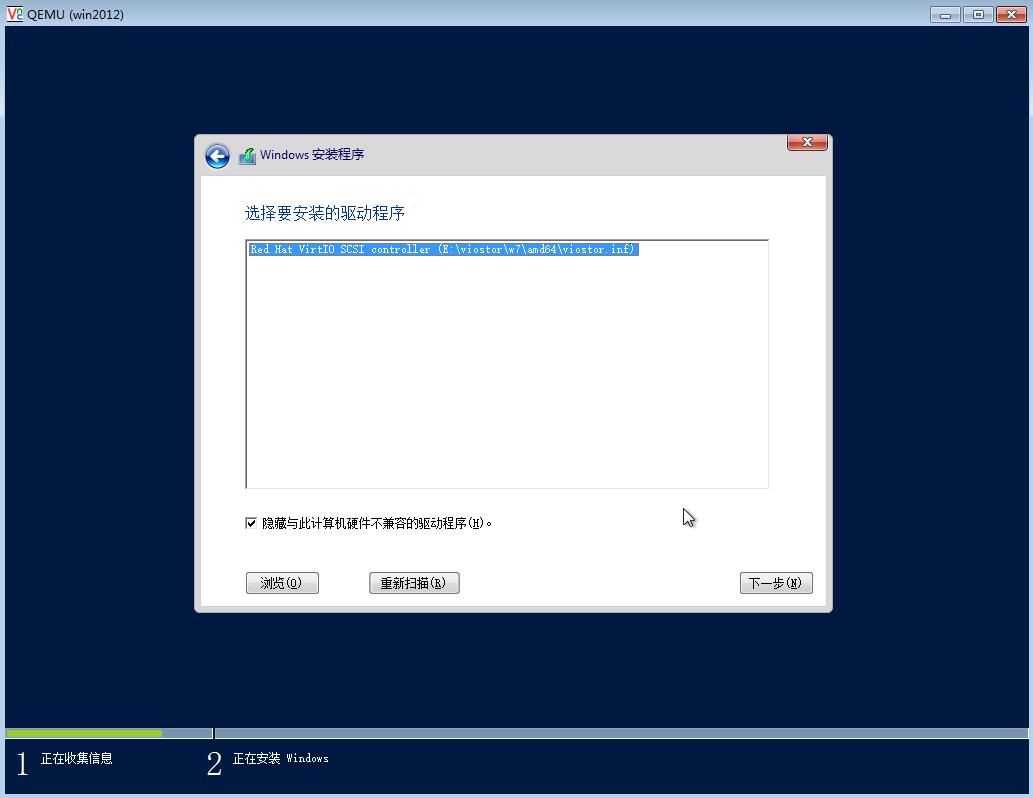 QEMU (win2012)
Windows 安装程序
选择要安装的驱动程序
Red Hat VirtIO SCSI controller (E:\viostor\w7\amd64\viostor.inf)
隐藏与此计算机硬件不兼容的驱动程序(H)。
浏览(O) 重新扫描(R) 下一步(N)
1 正在收集信息 2 正在安装 Windows